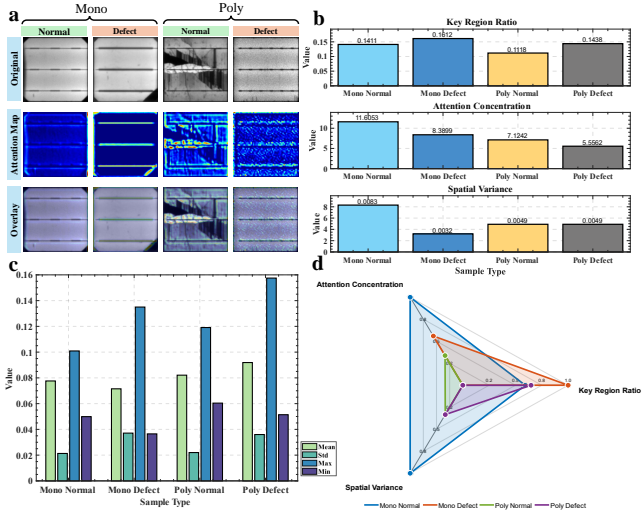 a
Mono
Poly
Normal
Defect
Normal
Defect
Original
Attention Map
Overlay
b
Key Region Ratio
Value
0.15
0.1
0.05
0
0.1411
0.1612
0.1118
0.1438
Mono Normal
Mono Defect
Poly Normal
Poly Defect
Attention Concentration
Value
10
5
0
11.6053
8.3899
7.1242
5.5562
Mono Normal
Mono Defect
Poly Normal
Poly Defect
Spatial Variance
Value
8
6
4
2
0
0.0083
0.0032
0.0049
0.0049
Mono Normal
Mono Defect
Poly Normal
Poly Defect
Sample Type
c
Value
0.16
0.14
0.12
0.1
0.08
0.06
0.04
0.02
0
Mono Normal
Mono Defect
Poly Normal
Poly Defect
Sample Type
Mean
Std
Max
Min
d
Attention Concentration
Key Region Ratio
Spatial Variance
0.2
0.8
1.0
Mono Normal
Mono Defect
Poly Normal
Poly Defect